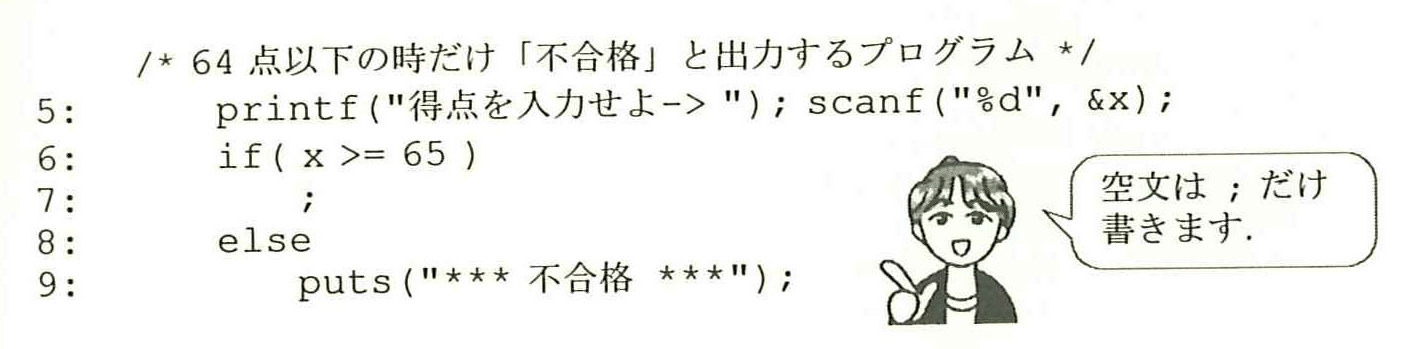 /* 64 点以下の時だけ「不合格」と出力するプログラム */
5: printf("得点を入力せよ-> "); scanf("%d", &x);
6: if( x >= 65 )
7: ;
8: else
9: puts("*** 不合格 ***");
空文は ; だけ
書きます.